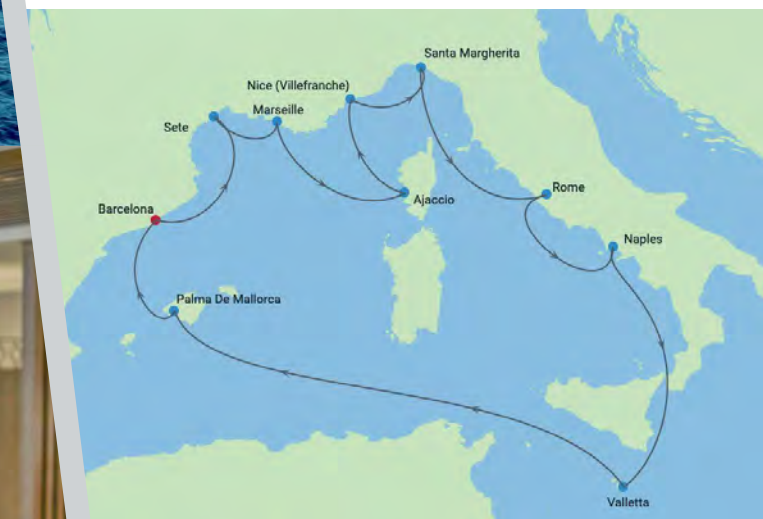 Santa Margherita
Nice (Villefranche)
Marseille
Sete
Ajaccio
Rome
Barcelona
Naples
Palma De Mallorca
Valletta